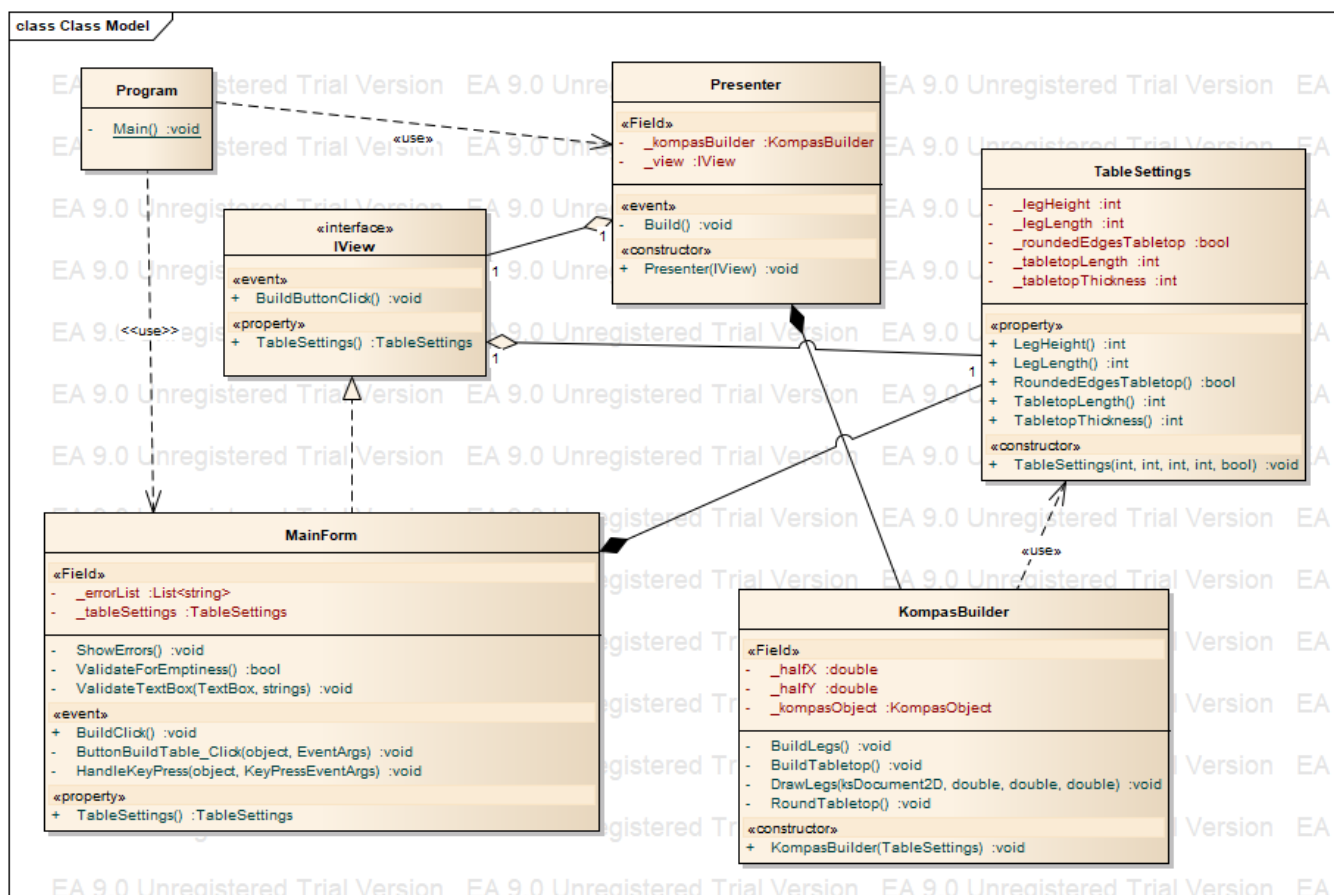 class Class Model
Program
- Main() :void
«use»
<<use>>
Presenter
«Field»
- _kompasBuilder :KompasBuilder
- _view :IView
«event»
- Build() :void
«constructor»
+ Presenter(IView) :void
1
1
«interface»
IView
«event»
+ BuildButtonClick() :void
«property»
+ TableSettings() :TableSettings
1
1
TableSettings
- _legHeight :int
- _legLength :int
- _roundedEdgesTabletop :bool
- _tabletopLength :int
- _tabletopThickness :int
«property»
+ LegHeight() :int
+ LegLength() :int
+ RoundedEdgesTabletop() :bool
+ TabletopLength() :int
+ TabletopThickness() :int
«constructor»
+ TableSettings(int, int, int, int, bool) :void
«use»
MainForm
«Field»
- _errorList :List<string>
- _tableSettings :TableSettings
- ShowErrors() :void
- ValidateForEmptiness() :bool
- ValidateTextBox(TextBox, strings) :void
«event»
+ BuildClick() :void
- ButtonBuildTable_Click(object, EventArgs) :void
- HandleKeyPress(object, KeyPressEventArgs) :void
«property»
+ TableSettings() :TableSettings
KompasBuilder
«Field»
- _halfX :double
- _halfY :double
- _kompasObject :KompasObject
- BuildLegs() :void
- BuildTabletop() :void
- DrawLegs(ksDocument2D, double, double, double) :void
- RoundTabletop() :void
«constructor»
+ KompasBuilder(TableSettings) :void
EA 9.0 Unregistered Trial Version